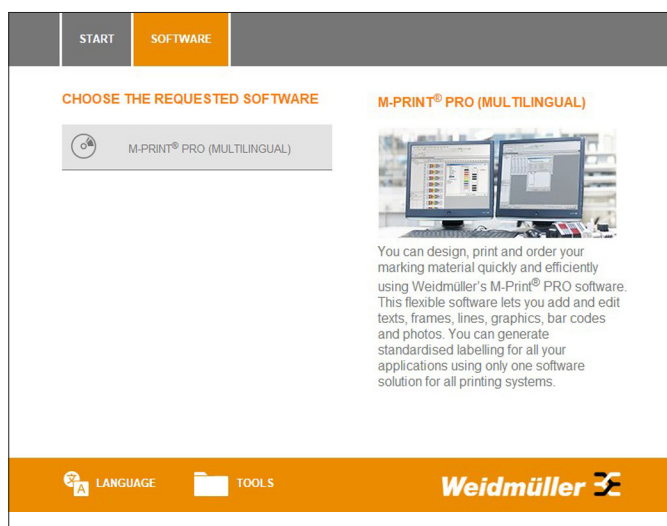 START
SOFTWARE
CHOOSE THE REQUESTED SOFTWARE
M-PRINT® PRO (MULTILINGUAL)
M-PRINT® PRO (MULTILINGUAL)
You can design, print and order your
marking material quickly and efficiently
using Weidmüller's M-Print® PRO software.
This flexible software lets you add and edit
texts, frames, lines, graphics, bar codes
and photos. You can generate
standardised labelling for all your
applications using only one software
solution for all printing systems.
LANGUAGE
TOOLS
Weidmüller